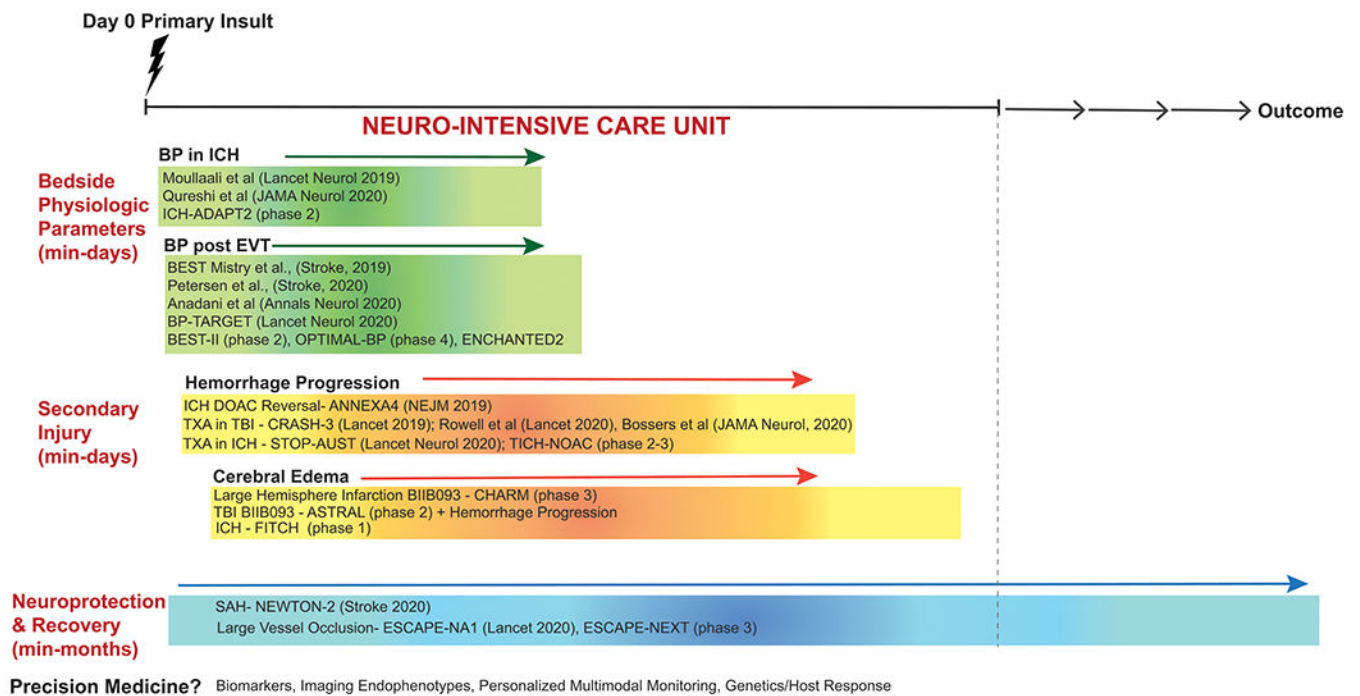 Day 0 Primary Insult
Outcome
NEURO-INTENSIVE CARE UNIT
Bedside
Physiologic
Parameters
(min-days)
BP in ICH
Moullaali et al (Lancet Neurol 2019)
Qureshi et al (JAMA Neurol 2020)
ICH-ADAPT2 (phase 2)
BP post EVT
BEST Mistry et al., (Stroke, 2019)
Petersen et al., (Stroke, 2020)
Anadani et al (Annals Neurol 2020)
BP-TARGET (Lancet Neurol 2020)
BEST-II (phase 2), OPTIMAL-BP (phase 4), ENCHANTED2
Secondary
Injury
(min-days)
Hemorrhage Progression
ICH DOAC Reversal- ANNEXA4 (NEJM 2019)
TXA in TBI - CRASH-3 (Lancet 2019); Rowell et al (Lancet 2020), Bossers et al (JAMA Neurol, 2020)
TXA in ICH - STOP-AUST (Lancet Neurol 2020); TICH-NOAC (phase 2-3)
Cerebral Edema
Large Hemisphere Infarction BIIB093 - CHARM (phase 3)
TBI BIIB093 - ASTRAL (phase 2) + Hemorrhage Progression
ICH - FITCH (phase 1)
Neuroprotection
& Recovery
(min-months)
SAH- NEWTON-2 (Stroke 2020)
Large Vessel Occlusion- ESCAPE-NA1 (Lancet 2020), ESCAPE-NEXT (phase 3)
Precision Medicine? Biomarkers, Imaging Endophenotypes, Personalized Multimodal Monitoring, Genetics/Host Response